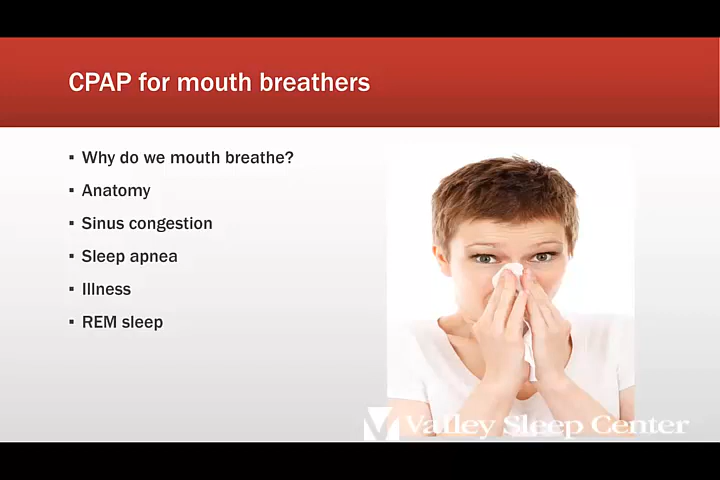 CPAP for mouth breathers
Why do we mouth breathe?
Anatomy
Sinus congestion
Sleep apnea
Illness
REM sleep
Valley Sleep Center